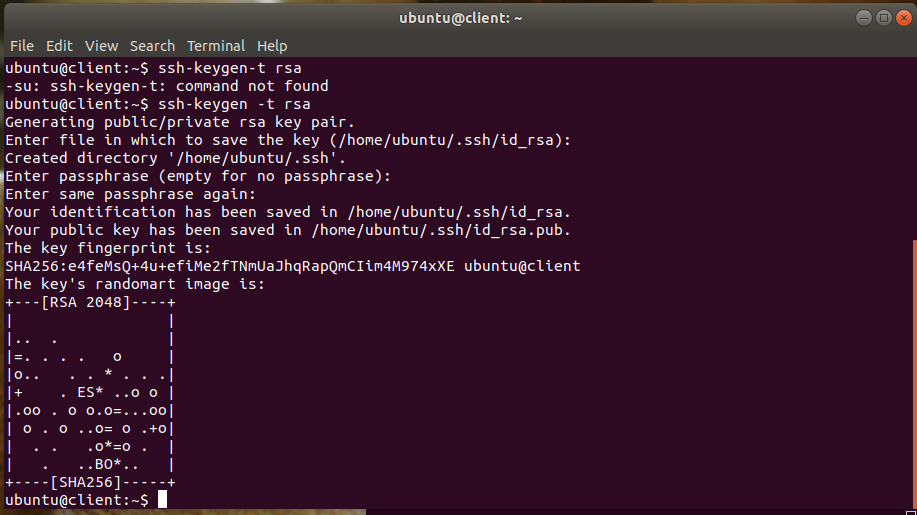 ubuntu@client: ~
File Edit View Search Terminal Help
ubuntu@client:~$ ssh-keygen-t rsa
-su: ssh-keygen-t: command not found
ubuntu@client:~$ ssh-keygen -t rsa
Generating public/private rsa key pair.
Enter file in which to save the key (/home/ubuntu/.ssh/id_rsa):
Created directory '/home/ubuntu/.ssh'.
Enter passphrase (empty for no passphrase):
Enter same passphrase again:
Your identification has been saved in /home/ubuntu/.ssh/id_rsa.
Your public key has been saved in /home/ubuntu/.ssh/id_rsa.pub.
The key fingerprint is:
SHA256:e4feMsQ+4u+efiMe2fTNmUaJhqRapQmCIim4M974xXE ubuntu@client
The key's randomart image is:
+---[RSA 2048]----+
|                 |
|..  .            |
|=. . . .   o     |
|o..   . . * . . .|
|+    . ES* ..o o |
|.oo . o o.o=...oo|
| o . o ..o= o .+o|
|  . .   .o*=o .  |
|   .   ..BO*..   |
+----[SHA256]-----+
ubuntu@client:~$